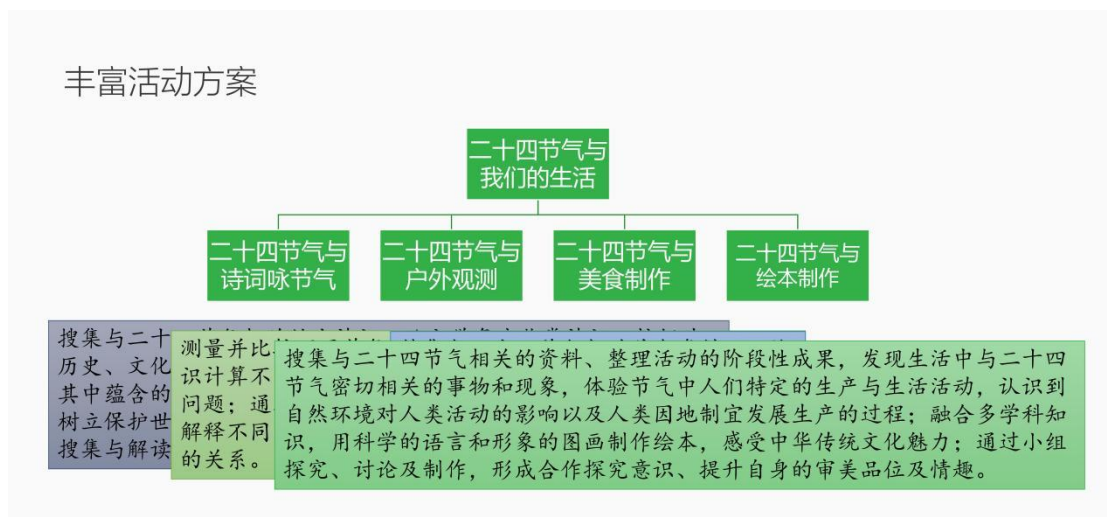 丰富活动方案
二十四节气与
我们的生活
二十四节气与
诗词咏节气
二十四节气与
户外观测
二十四节气与
美食制作
二十四节气与
绘本制作
搜集与二十
历史、文化
其中蕴含的
树立保护世
搜集与解读
测量并比
识计算不
问题；通
解释不同
的关系。
搜集与二十四节气相关的资料、整理活动的阶段性成果，发现生活中与二十四
节气密切相关的事物和现象，体验节气中人们特定的生产与生活活动，认识到
自然环境对人类活动的影响以及人类因地制宜发展生产的过程；融合多学科知
识，用科学的语言和形象的图画制作绘本，感受中华传统文化魅力；通过小组
探究、讨论及制作，形成合作探究意识、提升自身的审美品位及情趣。